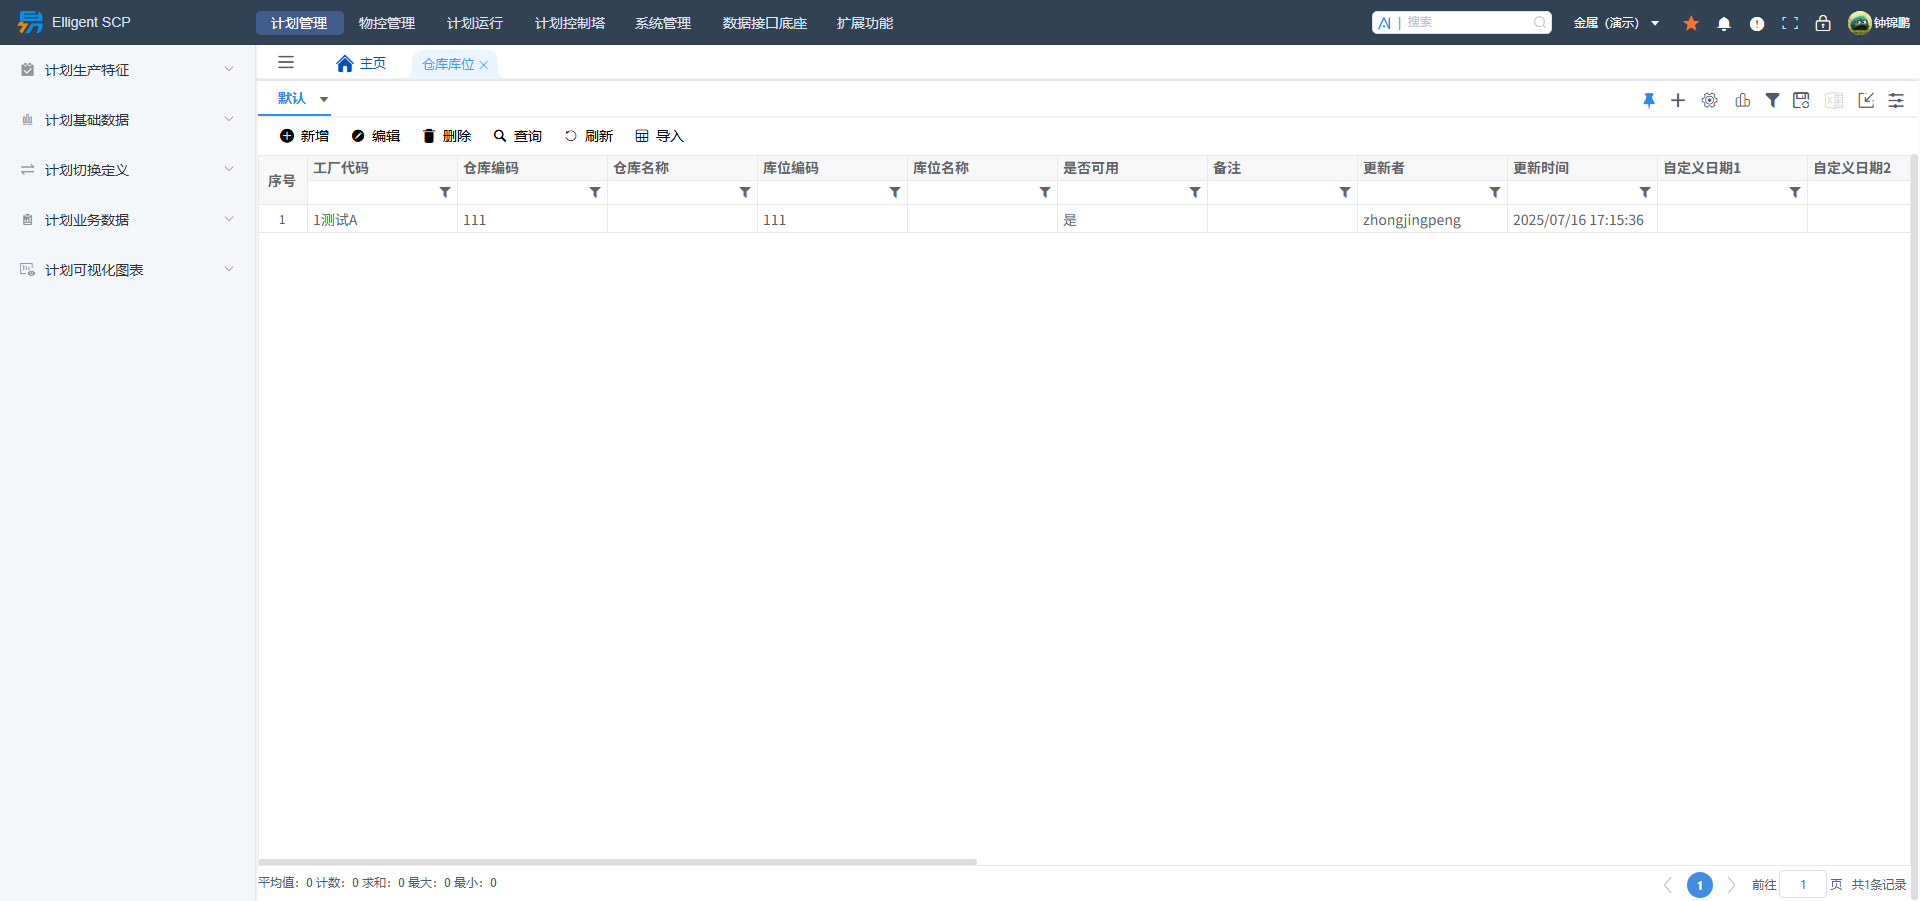 Elligent SCP 计划管理 物控管理 计划运行 计划控制塔 系统管理 数据接口底座 扩展功能 搜索 金属（演示） 钟锦鹏
计划生产特征
计划基础数据
计划切换定义
计划业务数据
计划可视化图表
主页 仓库库位
默认
新增 编辑 删除 查询 刷新 导入
序号 工厂代码 仓库编码 仓库名称 库位编码 库位名称 是否可用 备注 更新者 更新时间 自定义日期1 自定义日期2
1 1测试A 111 111 是 zhongjingpeng 2025/07/16 17:15:36
平均值：0 计数：0 求和：0 最大：0 最小：0
1 前往 1 页 共1条记录